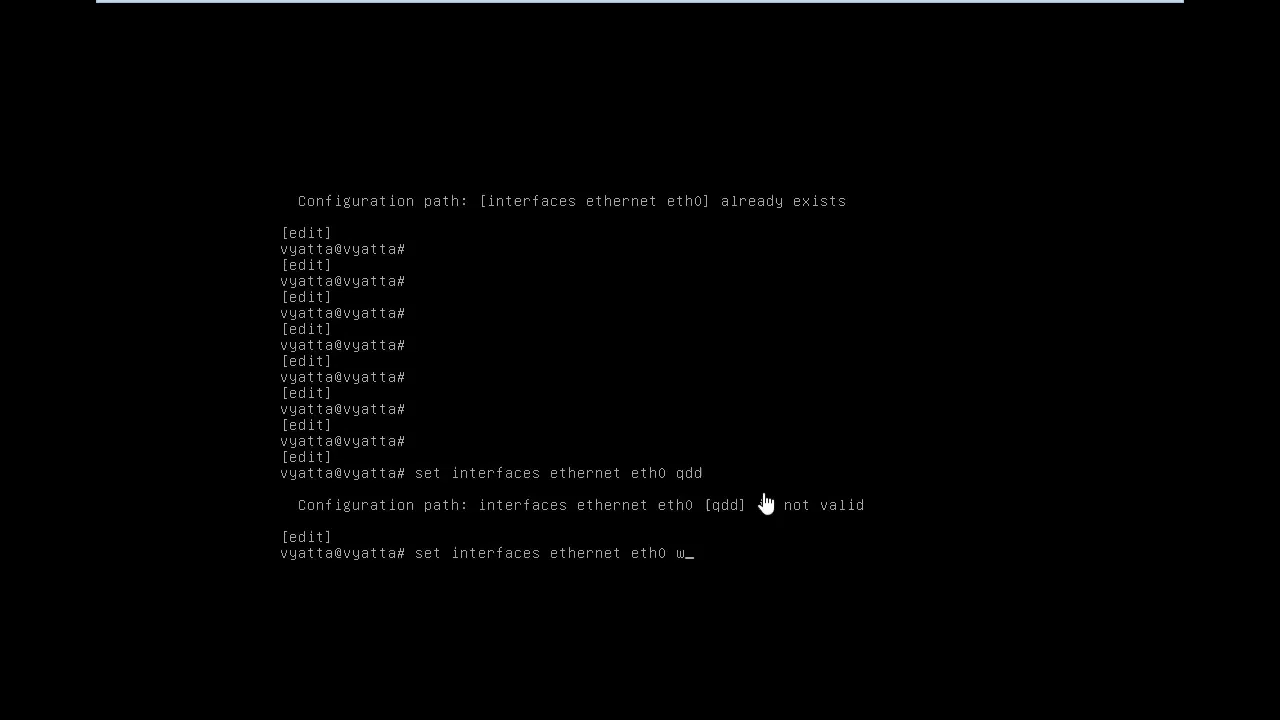 Configuration path: [interfaces ethernet eth0] already exists
[edit]
vyatta@vyatta#
[edit]
vyatta@vyatta#
[edit]
vyatta@vyatta#
[edit]
vyatta@vyatta#
[edit]
vyatta@vyatta#
[edit]
vyatta@vyatta#
[edit]
vyatta@vyatta#
[edit]
vyatta@vyatta# set interfaces ethernet eth0 qdd
Configuration path: interfaces ethernet eth0 [qdd] not valid
[edit]
vyatta@vyatta# set interfaces ethernet eth0 w_